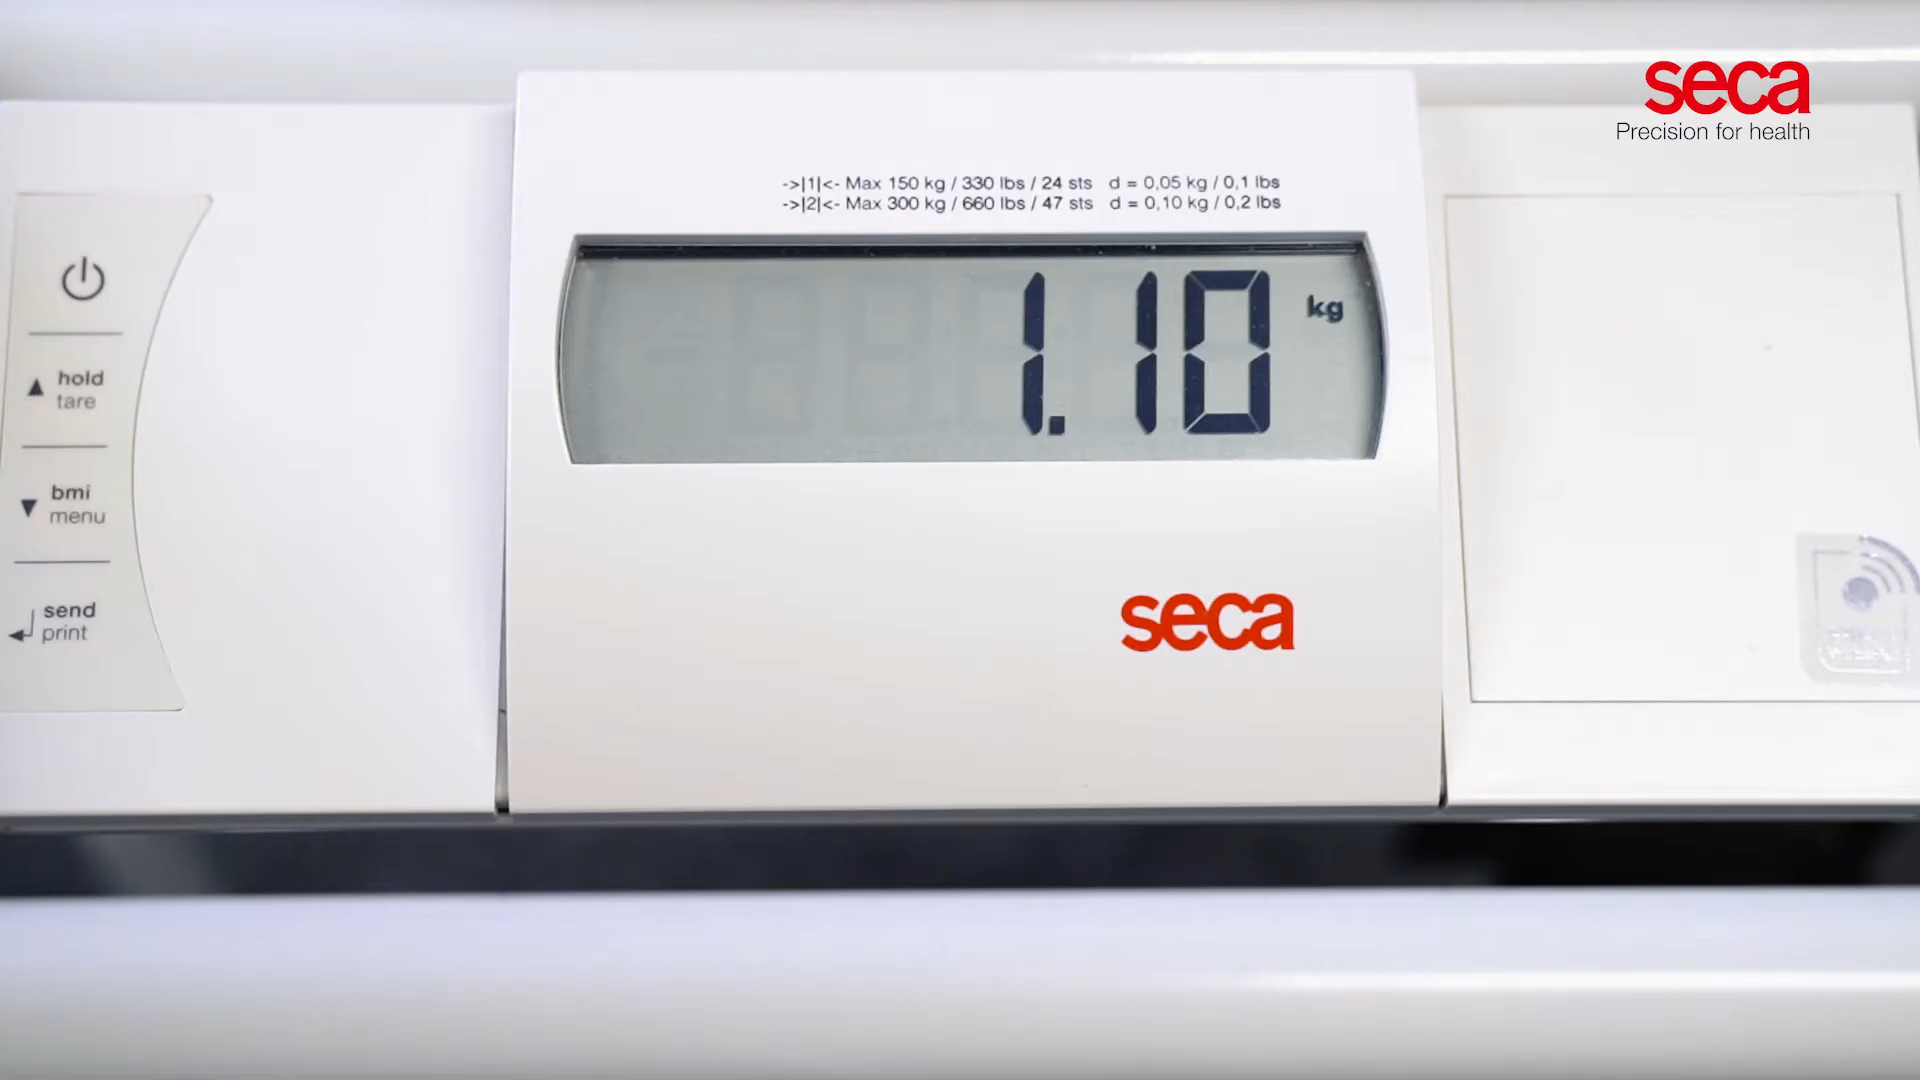 seca
Precision for health
->|1|<- Max 150 kg / 330 lbs / 24 sts d = 0,05 kg / 0,1 lbs
->|2|<- Max 300 kg / 660 lbs / 47 sts d = 0,10 kg / 0,2 lbs
1.10 kg
hold
tare
bmi
menu
send
print
seca